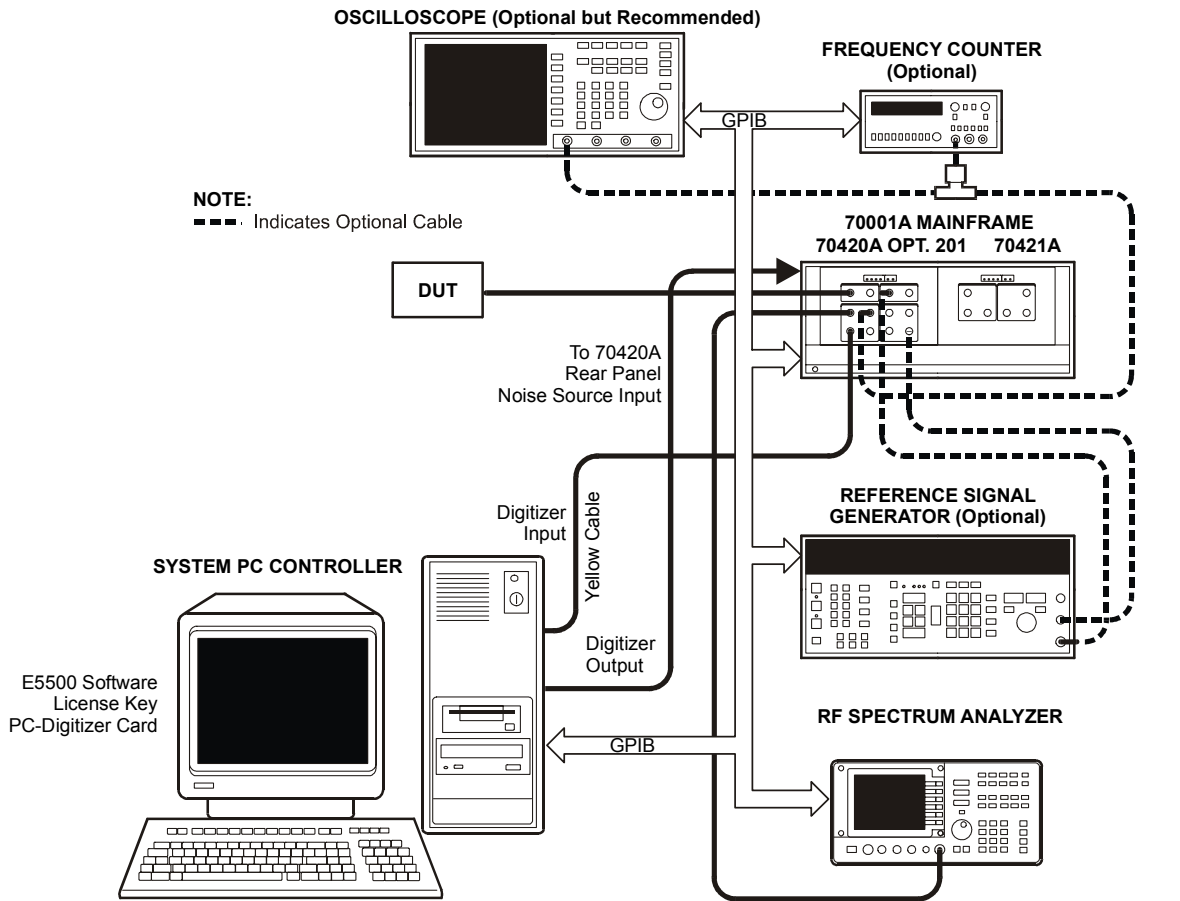 OSCILLOSCOPE (Optional but Recommended)
FREQUENCY COUNTER
(Optional)
GPIB
NOTE:
Indicates Optional Cable
70001A MAINFRAME
70420A OPT. 201 70421A
DUT
To 70420A
Rear Panel
Noise Source Input
Digitizer
Input
Yellow Cable
REFERENCE SIGNAL
GENERATOR (Optional)
SYSTEM PC CONTROLLER
Digitizer
Output
E5500 Software
License Key
PC-Digitizer Card
RF SPECTRUM ANALYZER
GPIB